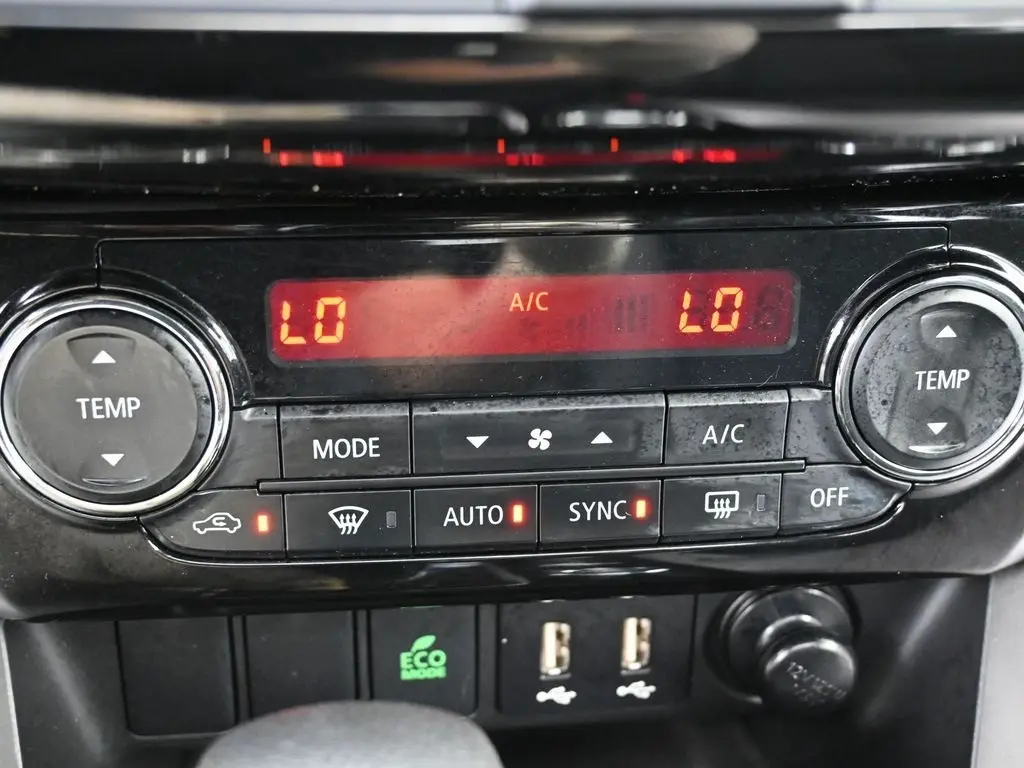 LO A/C LO
TEMP
TEMP
MODE
A/C
AUTO
SYNC
OFF
ECO
MODE